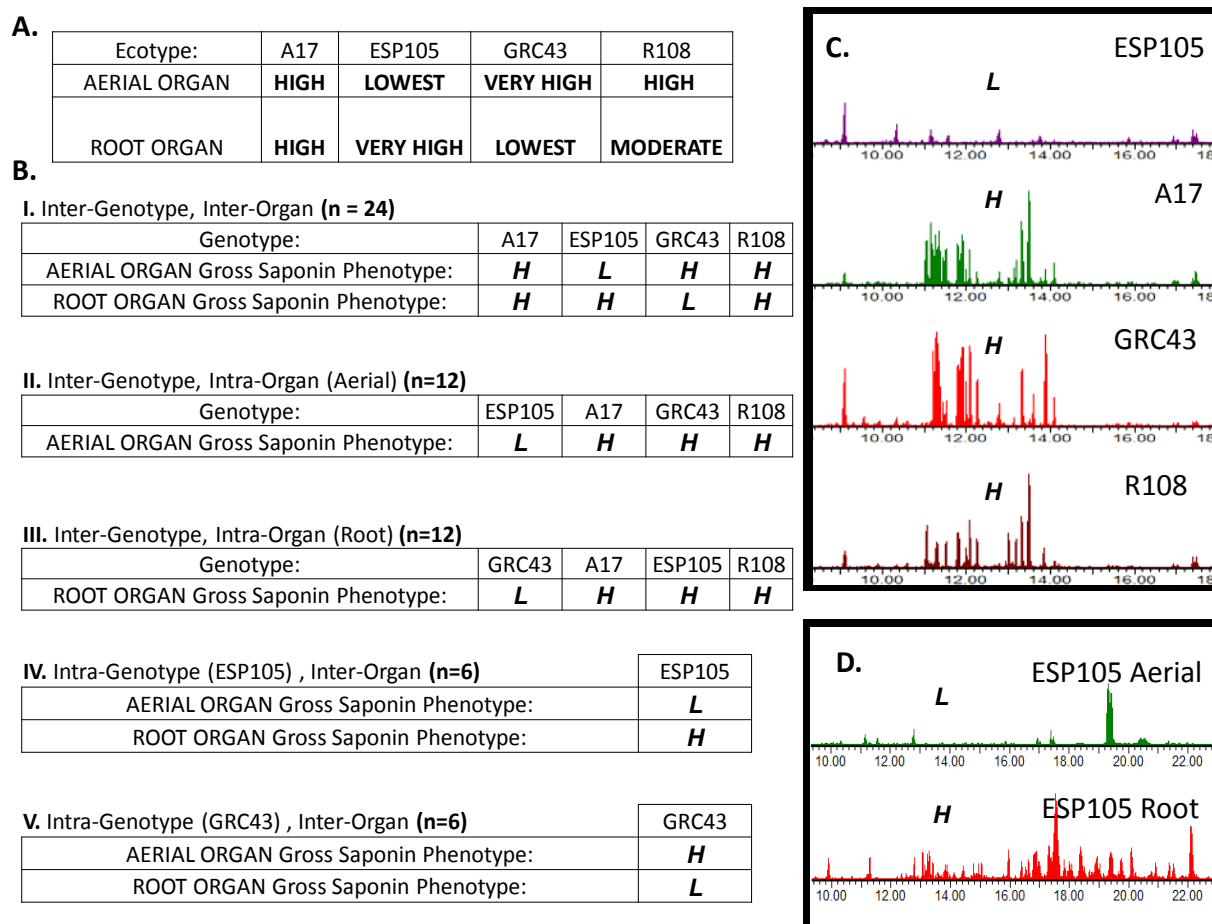 A.
Ecotype: A17 ESP105 GRC43 R108
AERIAL ORGAN HIGH LOWEST VERY HIGH HIGH
ROOT ORGAN HIGH VERY HIGH LOWEST MODERATE
B.
I. Inter-Genotype, Inter-Organ (n = 24)
Genotype: A17 ESP105 GRC43 R108
AERIAL ORGAN Gross Saponin Phenotype: H L H H
ROOT ORGAN Gross Saponin Phenotype: H H L H
II. Inter-Genotype, Intra-Organ (Aerial) (n=12)
Genotype: ESP105 A17 GRC43 R108
AERIAL ORGAN Gross Saponin Phenotype: L H H H
III. Inter-Genotype, Intra-Organ (Root) (n=12)
Genotype: GRC43 A17 ESP105 R108
ROOT ORGAN Gross Saponin Phenotype: L H H H
IV. Intra-Genotype (ESP105) , Inter-Organ (n=6) ESP105
AERIAL ORGAN Gross Saponin Phenotype: L
ROOT ORGAN Gross Saponin Phenotype: H
V. Intra-Genotype (GRC43) , Inter-Organ (n=6) GRC43
AERIAL ORGAN Gross Saponin Phenotype: H
ROOT ORGAN Gross Saponin Phenotype: L
C.
ESP105
L
10.00 12.00 14.00 16.00 18
A17
H
10.00 12.00 14.00 16.00 18
GRC43
H
10.00 12.00 14.00 16.00 18
R108
H
10.00 12.00 14.00 16.00 18
D.
ESP105 Aerial
L
10.00 12.00 14.00 16.00 18.00 20.00 22.00
ESP105 Root
H
10.00 12.00 14.00 16.00 18.00 20.00 22.00